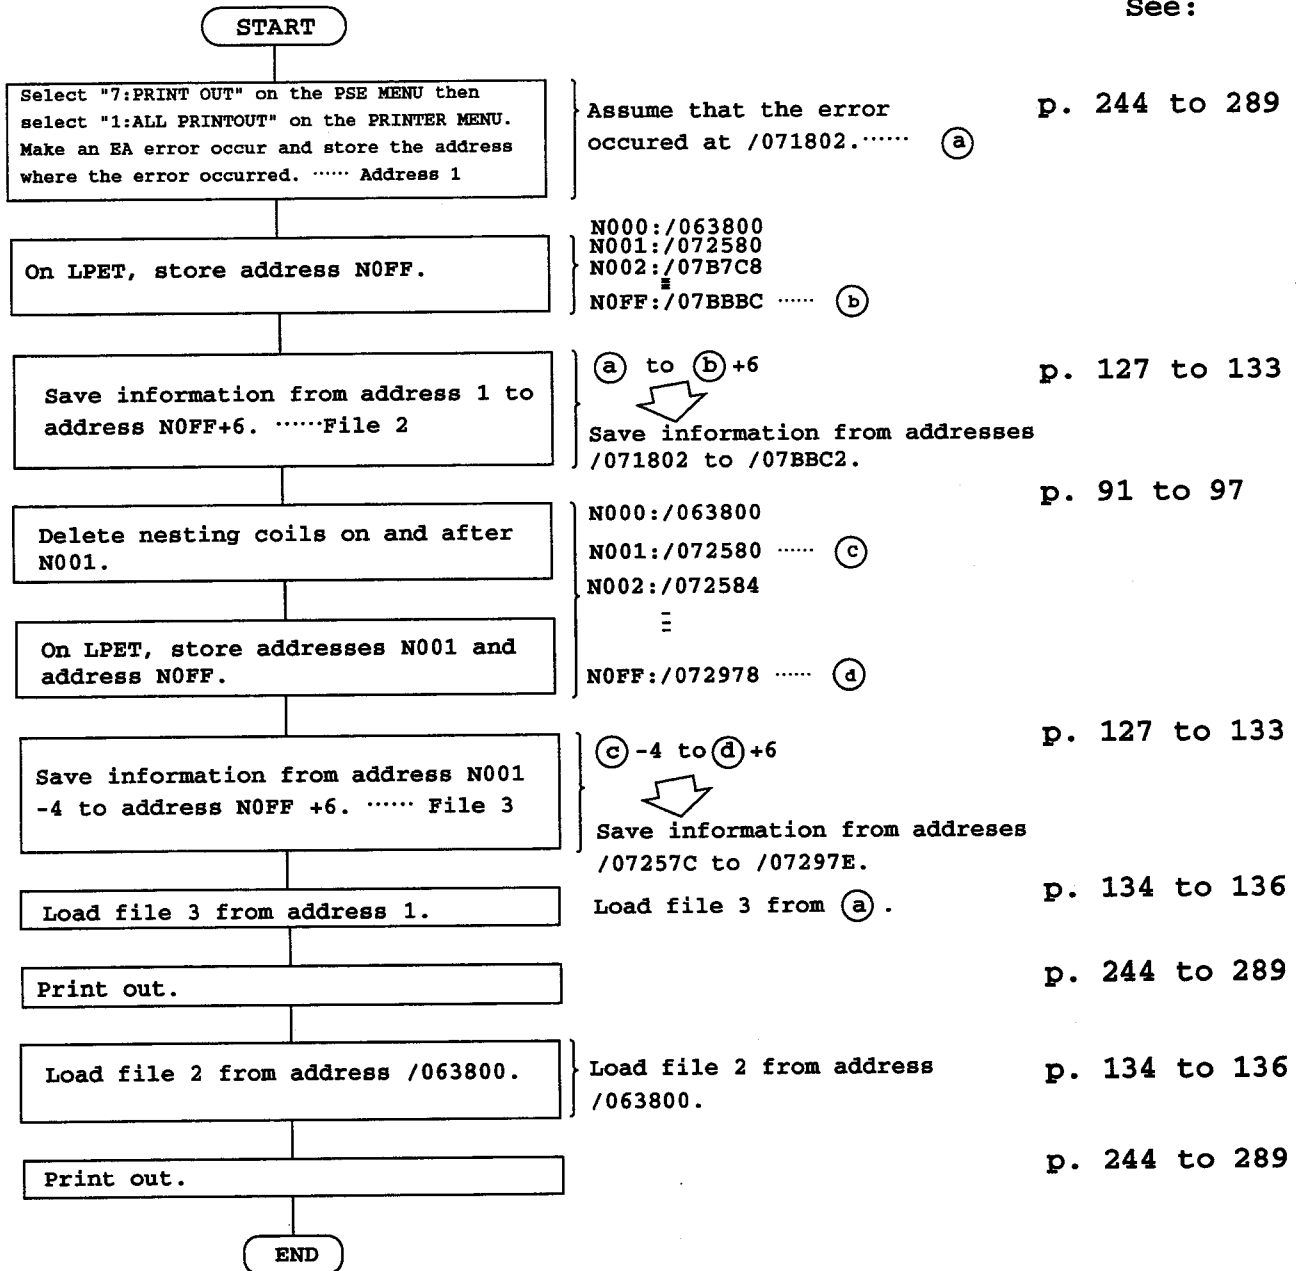 See:
START
Select "7:PRINT OUT" on the PSE MENU then
select "1:ALL PRINTOUT" on the PRINTER MENU.
Make an EA error occur and store the address
where the error occurred. ······ Address 1
Assume that the error
occured at /071802.······ ⓐ
p. 244 to 289
On LPET, store address N0FF.
N000:/063800
N001:/072580
N002:/07B7C8
N0FF:/07BBBC ······ ⓑ
Save information from address 1 to
address N0FF+6. ······File 2
ⓐ to ⓑ+6
Save information from addresses
/071802 to /07BBC2.
p. 127 to 133
Delete nesting coils on and after
N001.
p. 91 to 97
N000:/063800
N001:/072580 ······ ⓒ
N002:/072584
On LPET, store addresses N001 and
address N0FF.
N0FF:/072978 ······ ⓓ
Save information from address N001
-4 to address N0FF +6. ······ File 3
ⓒ-4 to ⓓ+6
Save information from addreses
/07257C to /07297E.
p. 127 to 133
Load file 3 from address 1.
Load file 3 from ⓐ.
p. 134 to 136
Print out.
p. 244 to 289
Load file 2 from address /063800.
Load file 2 from address
/063800.
p. 134 to 136
Print out.
p. 244 to 289
END